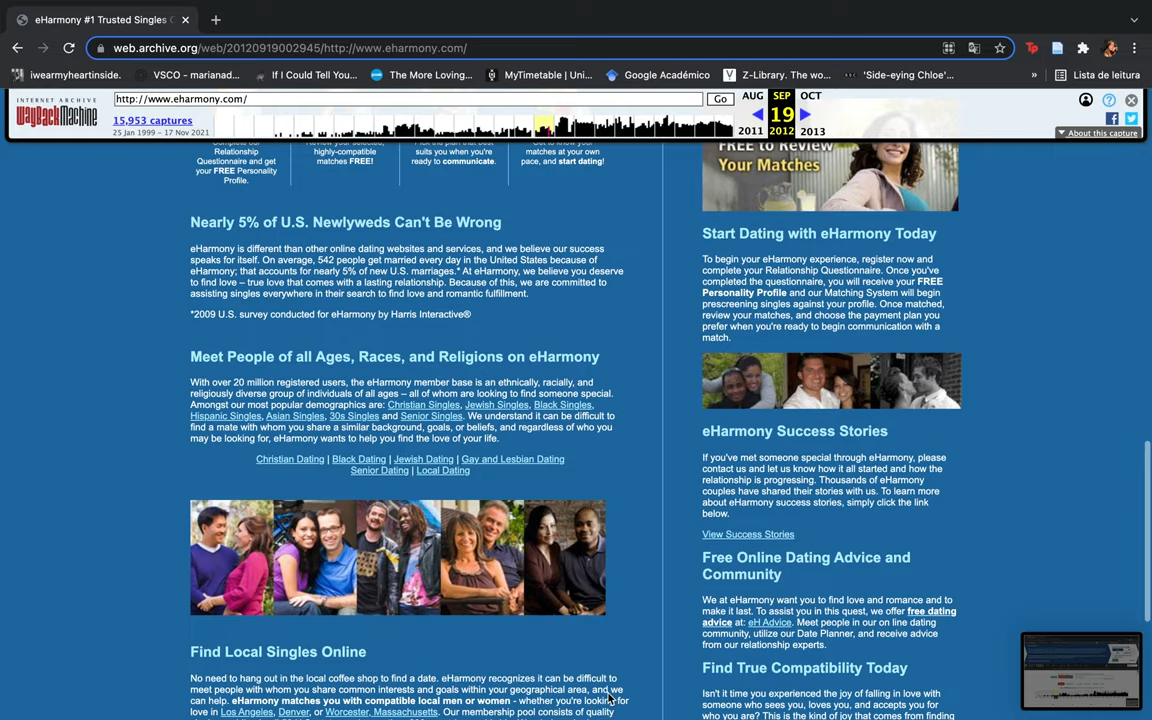 eHarmony #1 Trusted Singles
web.archive.org/web/20120919002945/http://www.eharmony.com/
iwearmyheartinside.
VSCO — marianad...
If I Could Tell You...
The More Loving...
MyTimetable | Uni...
Google Académico
Z-Library. The wo...
'Side-eying Chloe'...
»
Lista de leitura
INTERNET ARCHIVE
WayBackMachine
http://www.eharmony.com/
Go
15,953 captures
25 Jan 1999 – 17 Nov 2021
AUG SEP OCT
19
2011 2012 2013
About this capture
Complete our
Relationship
Questionnaire and get
your FREE Personality
Profile.
Review your selected,
highly-compatible
matches FREE!
Pick the plan that best
suits you when you're
ready to communicate.
Get to know your
matches at your own
pace, and start dating!
Nearly 5% of U.S. Newlyweds Can't Be Wrong
eHarmony is different than other online dating websites and services, and we believe our success
speaks for itself. On average, 542 people get married every day in the United States because of
eHarmony; that accounts for nearly 5% of new U.S. marriages.* At eHarmony, we believe you deserve
to find love – true love that comes with a lasting relationship. Because of this, we are committed to
assisting singles everywhere in their search to find love and romantic fulfillment.
*2009 U.S. survey conducted for eHarmony by Harris Interactive®
Meet People of all Ages, Races, and Religions on eHarmony
With over 20 million registered users, the eHarmony member base is an ethnically, racially, and
religiously diverse group of individuals of all ages – all of whom are looking to find someone special.
Amongst our most popular demographics are: Christian Singles, Jewish Singles, Black Singles,
Hispanic Singles, Asian Singles, 30s Singles and Senior Singles. We understand it can be difficult to
find a mate with whom you share a similar background, goals, or beliefs, and regardless of who you
may be looking for, eHarmony wants to help you find the love of your life.
Christian Dating | Black Dating | Jewish Dating | Gay and Lesbian Dating
Senior Dating | Local Dating
Find Local Singles Online
No need to hang out in the local coffee shop to find a date. eHarmony recognizes it can be difficult to
meet people with whom you share common interests and goals within your geographical area, and we
can help. eHarmony matches you with compatible local men or women - whether you're looking for
love in Los Angeles, Denver, or Worcester, Massachusetts. Our membership pool consists of quality
FREE to Review
Your Matches
Start Dating with eHarmony Today
To begin your eHarmony experience, register now and
complete your Relationship Questionnaire. Once you've
completed the questionnaire, you will receive your FREE
Personality Profile and our Matching System will begin
prescreening singles against your profile. Once matched,
review your matches, and choose the payment plan you
prefer when you're ready to begin communication with a
match.
eHarmony Success Stories
If you've met someone special through eHarmony, please
contact us and let us know how it all started and how the
relationship is progressing. Thousands of eHarmony
couples have shared their stories with us. To learn more
about eHarmony success stories, simply click the link
below.
View Success Stories
Free Online Dating Advice and
Community
We at eHarmony want you to find love and romance and to
make it last. To assist you in this quest, we offer free dating
advice at: eH Advice. Meet people in our on line dating
community, utilize our Date Planner, and receive advice
from our relationship experts.
Find True Compatibility Today
Isn't it time you experienced the joy of falling in love with
someone who sees you, loves you, and accepts you for
who you are? This is the kind of joy that comes from finding